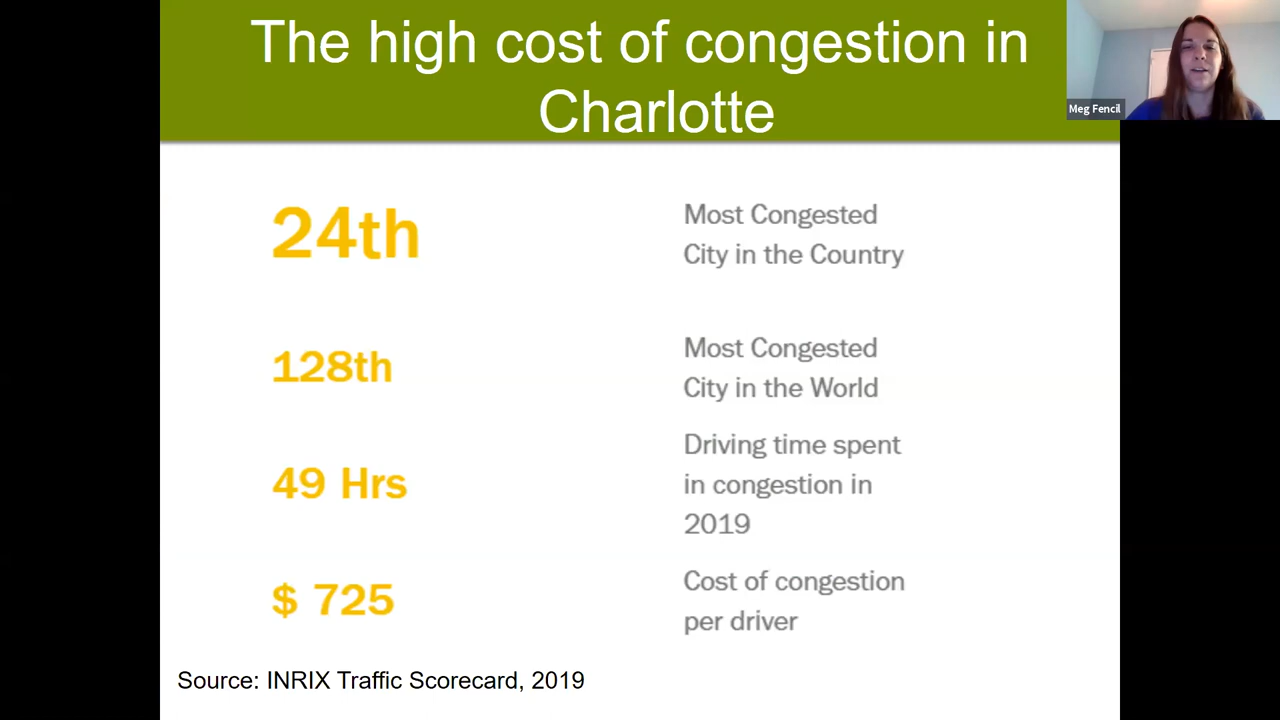 The high cost of congestion in
Charlotte
Meg Fencil
24th
Most Congested
City in the Country
128th
Most Congested
City in the World
49 Hrs
Driving time spent
in congestion in
2019
$ 725
Cost of congestion
per driver
Source: INRIX Traffic Scorecard, 2019